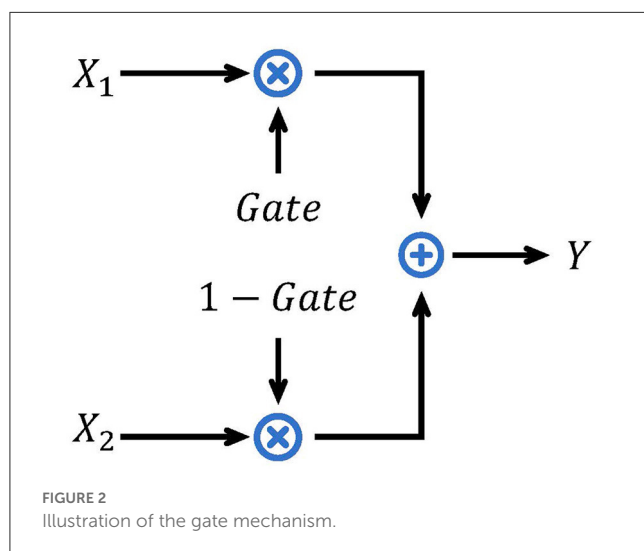 X₁
Gate
Y
1 − Gate
X₂
FIGURE 2
Illustration of the gate mechanism.